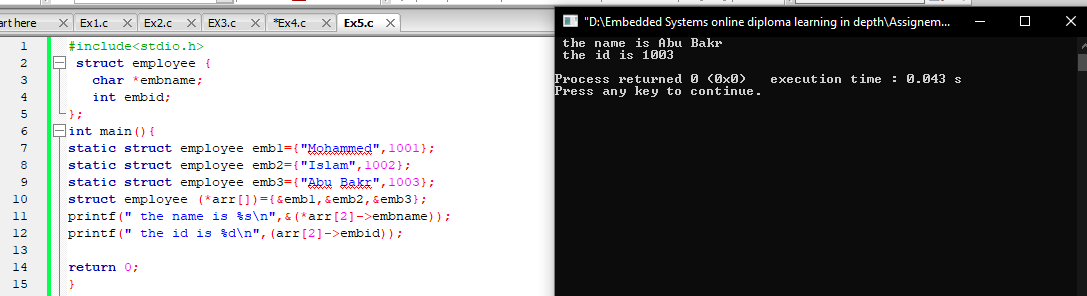 art here × Ex1.c × Ex2.c × EX3.c × *Ex4.c × Ex5.c ×
1 #include<stdio.h>
2 struct employee {
3 char *embname;
4 int embid;
5 };
6 int main(){
7 static struct employee emb1={"Mohammed",1001};
8 static struct employee emb2={"Islam",1002};
9 static struct employee emb3={"Abu Bakr",1003};
10 struct employee (*arr[])={&emb1,&emb2,&emb3};
11 printf(" the name is %s\n",&(*arr[2]->embname));
12 printf(" the id is %d\n",(arr[2]->embid));
13
14 return 0;
15 }
"D:\Embedded Systems online diploma learning in depth\Assignem...
the name is Abu Bakr
the id is 1003
Process returned 0 (0x0) execution time : 0.043 s
Press any key to continue.